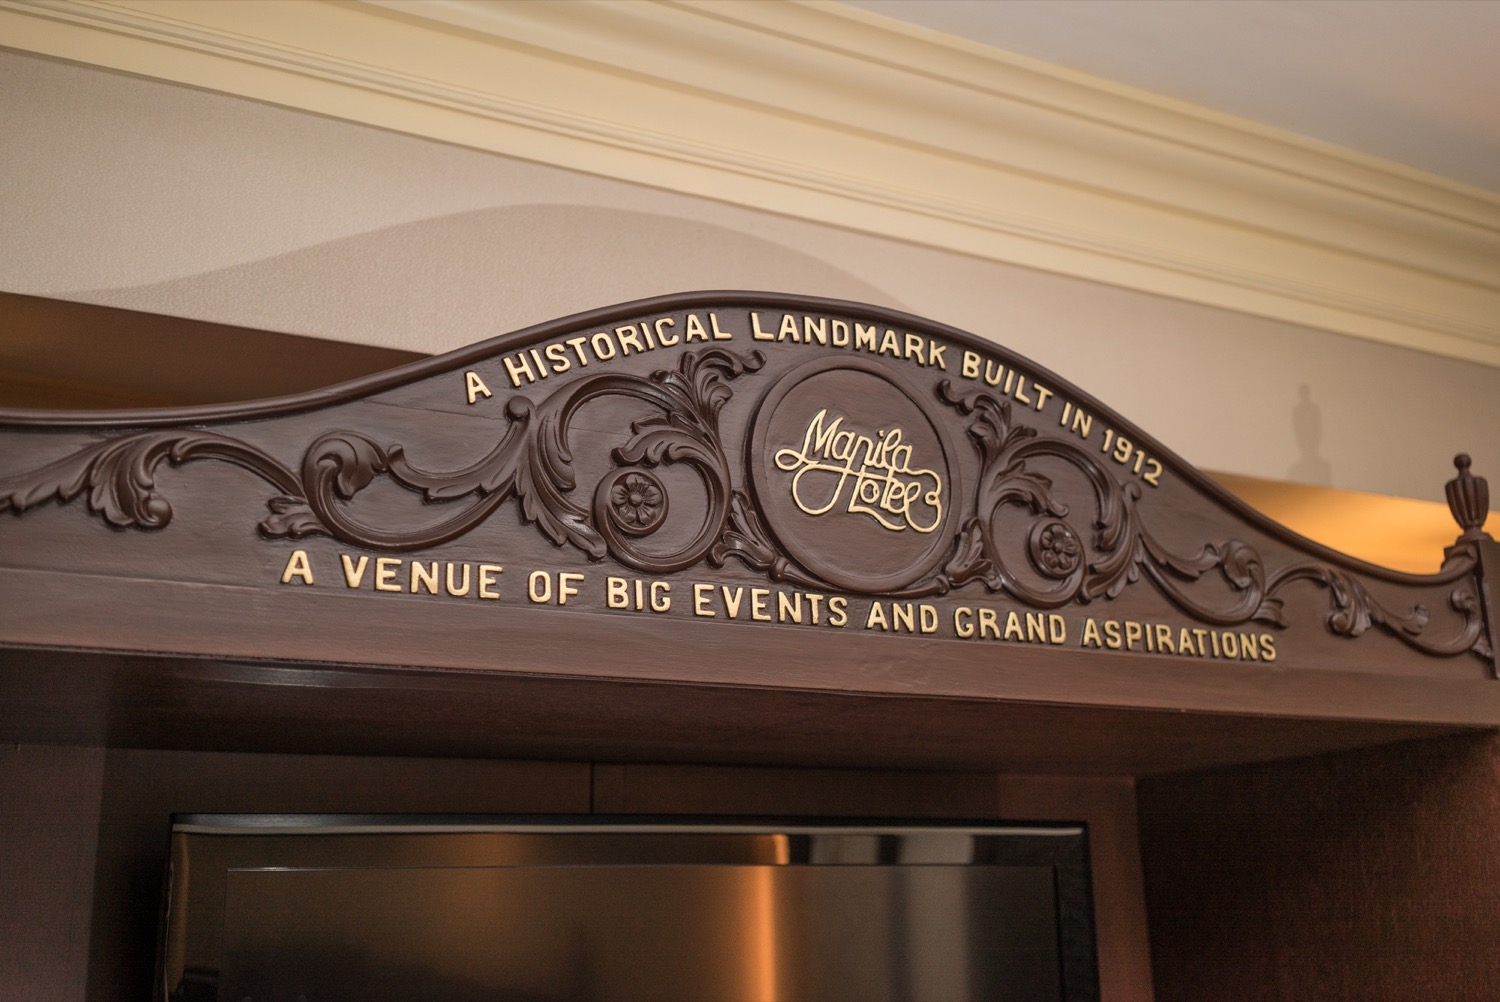 A HISTORICAL LANDMARK BUILT IN 1912
Manila
Hotel
A VENUE OF BIG EVENTS AND GRAND ASPIRATIONS